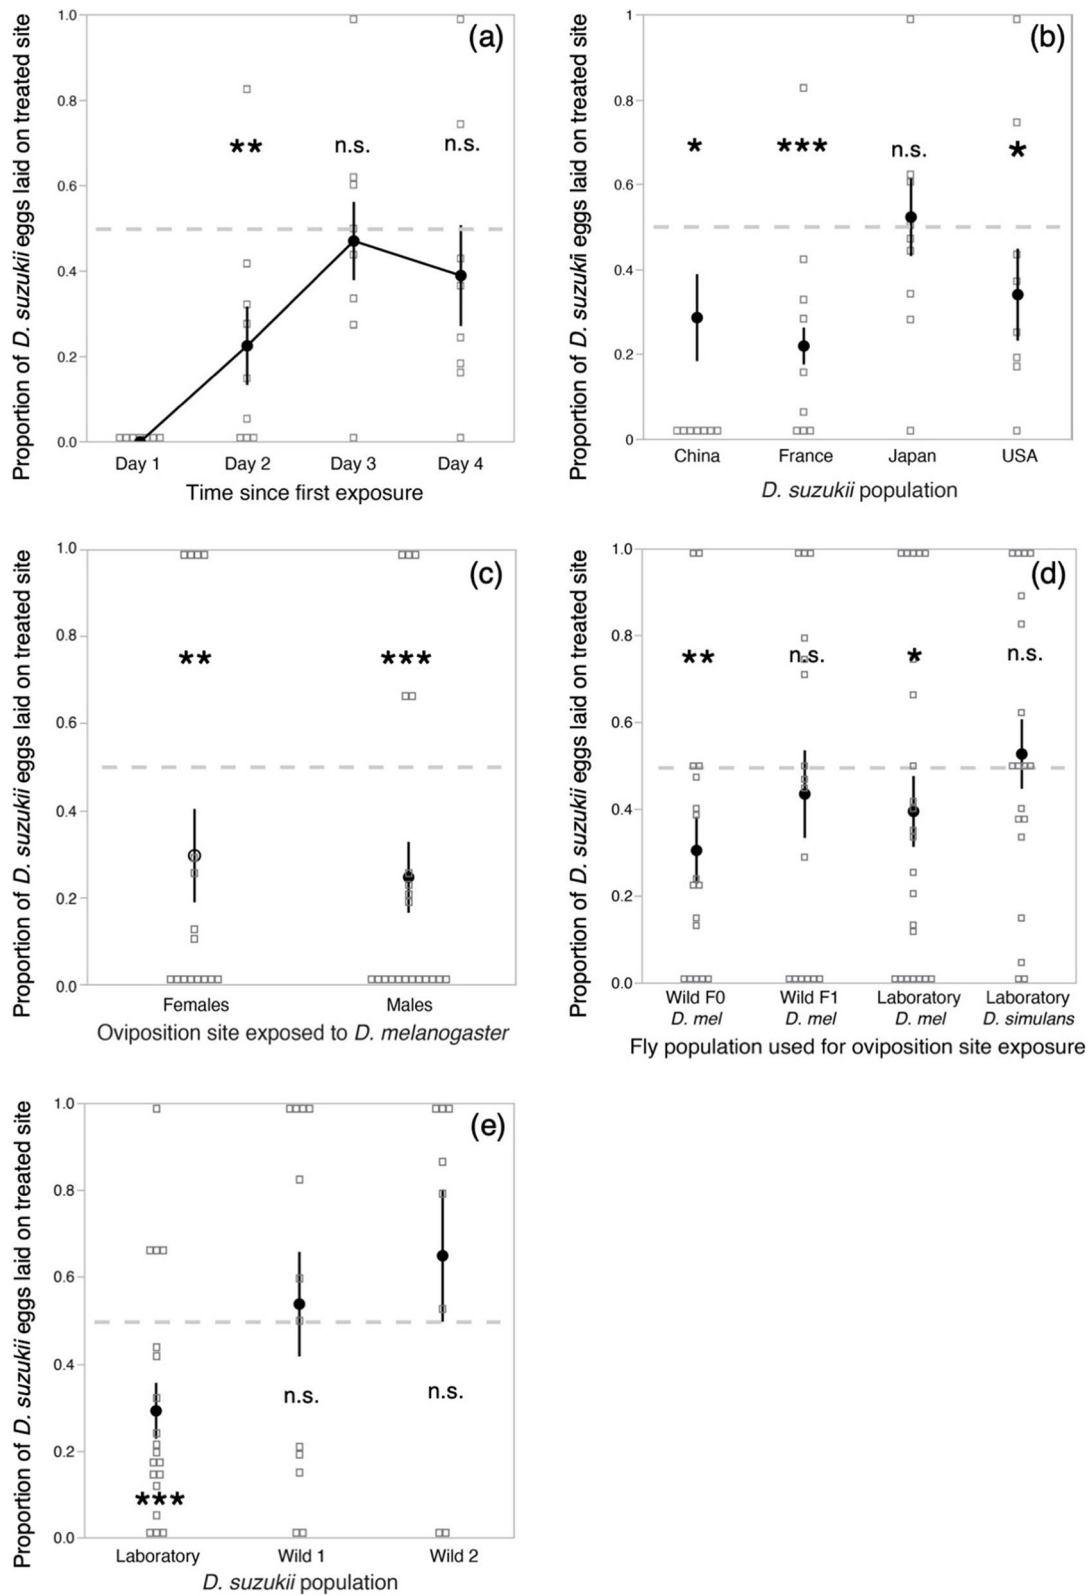 Proportion of D. suzukii eggs laid on treated site
1.0
0.8
0.6
0.4
0.2
0.0
(a)
**
n.s.
n.s.
Day 1
Day 2
Day 3
Day 4
Time since first exposure
Proportion of D. suzukii eggs laid on treated site
1
0.8
0.6
0.4
0.2
0
(b)
*
***
n.s.
*
China
France
Japan
USA
D. suzukii population
Proportion of D. suzukii eggs laid on treated site
1.0
0.8
0.6
0.4
0.2
0.0
(c)
**
***
Females
Males
Oviposition site exposed to D. melanogaster
Proportion of D. suzukii eggs laid on treated site
1.0
0.8
0.6
0.4
0.2
0.0
(d)
**
n.s.
*
n.s.
Wild F0
D. mel
Wild F1
D. mel
Laboratory
D. mel
Laboratory
D. simulans
Fly population used for oviposition site exposure
Proportion of D. suzukii eggs laid on treated site
1.0
0.8
0.6
0.4
0.2
0.0
(e)
***
n.s.
n.s.
Laboratory
Wild 1
Wild 2
D. suzukii population